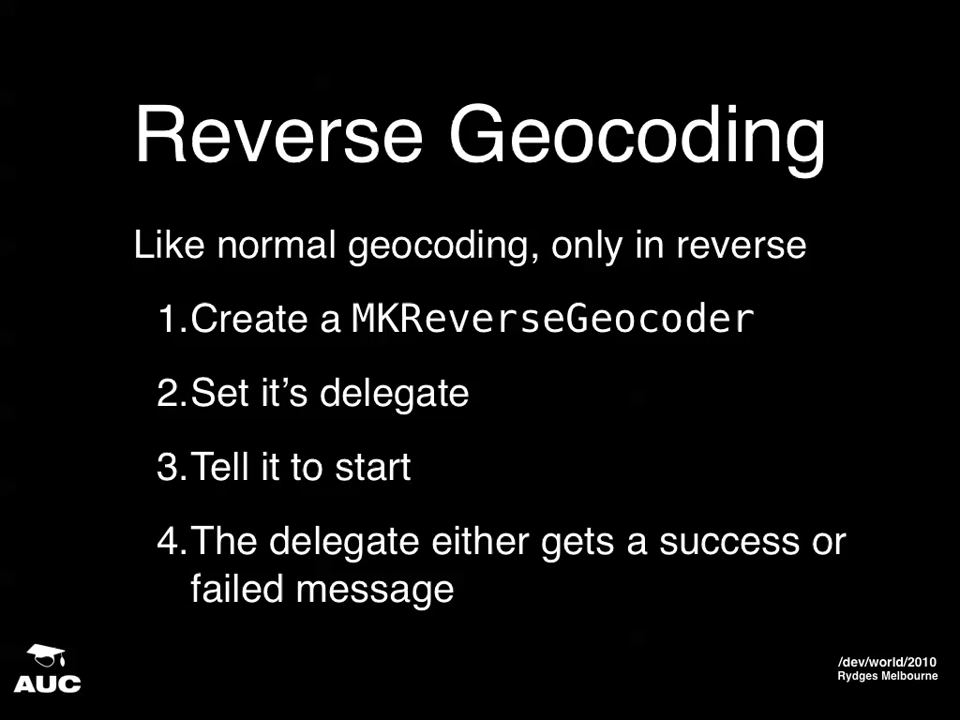 Reverse Geocoding
Like normal geocoding, only in reverse
1.Create a MKReverseGeocoder
2.Set it’s delegate
3.Tell it to start
4.The delegate either gets a success or
failed message
AUC
/dev/world/2010
Rydges Melbourne